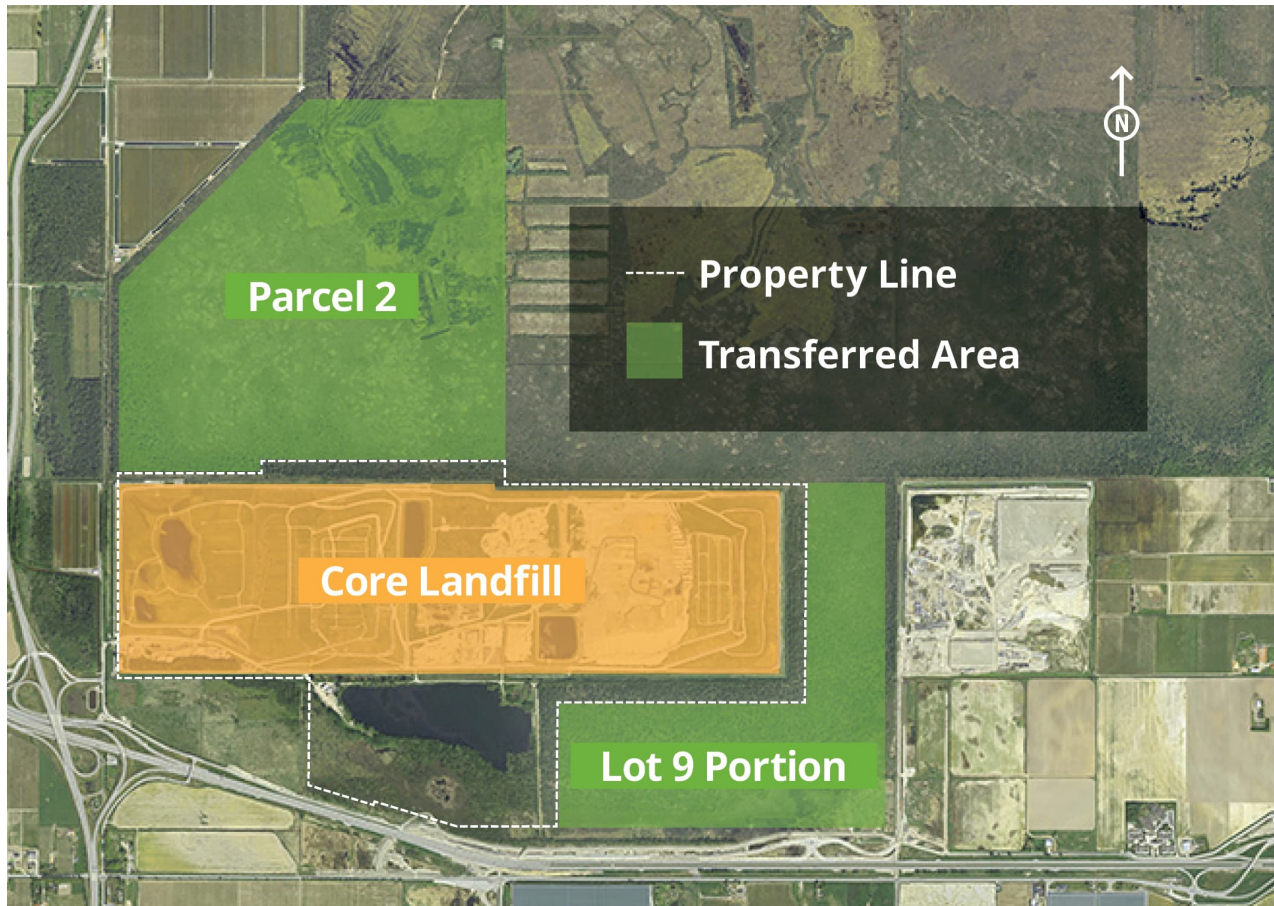 N
Property Line
Transferred Area
Parcel 2
Core Landfill
Lot 9 Portion